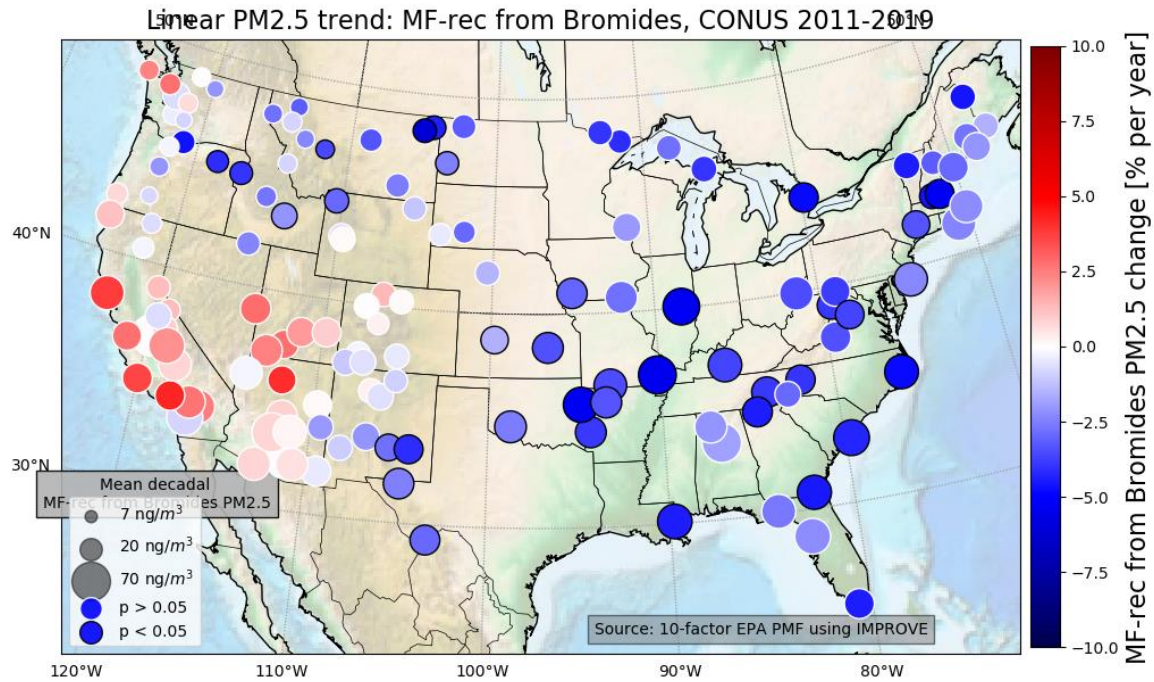 Linear PM2.5 trend: MF-rec from Bromides, CONUS 2011-2019
50°N
50°N
40°N
30°N
Mean decadal
MF-rec from Bromides PM2.5
7 ng/m³
20 ng/m³
70 ng/m³
p > 0.05
p < 0.05
Source: 10-factor EPA PMF using IMPROVE
120°W
110°W
100°W
90°W
80°W
10.0
7.5
5.0
2.5
0.0
−2.5
−5.0
−7.5
−10.0
MF-rec from Bromides PM2.5 change [% per year]